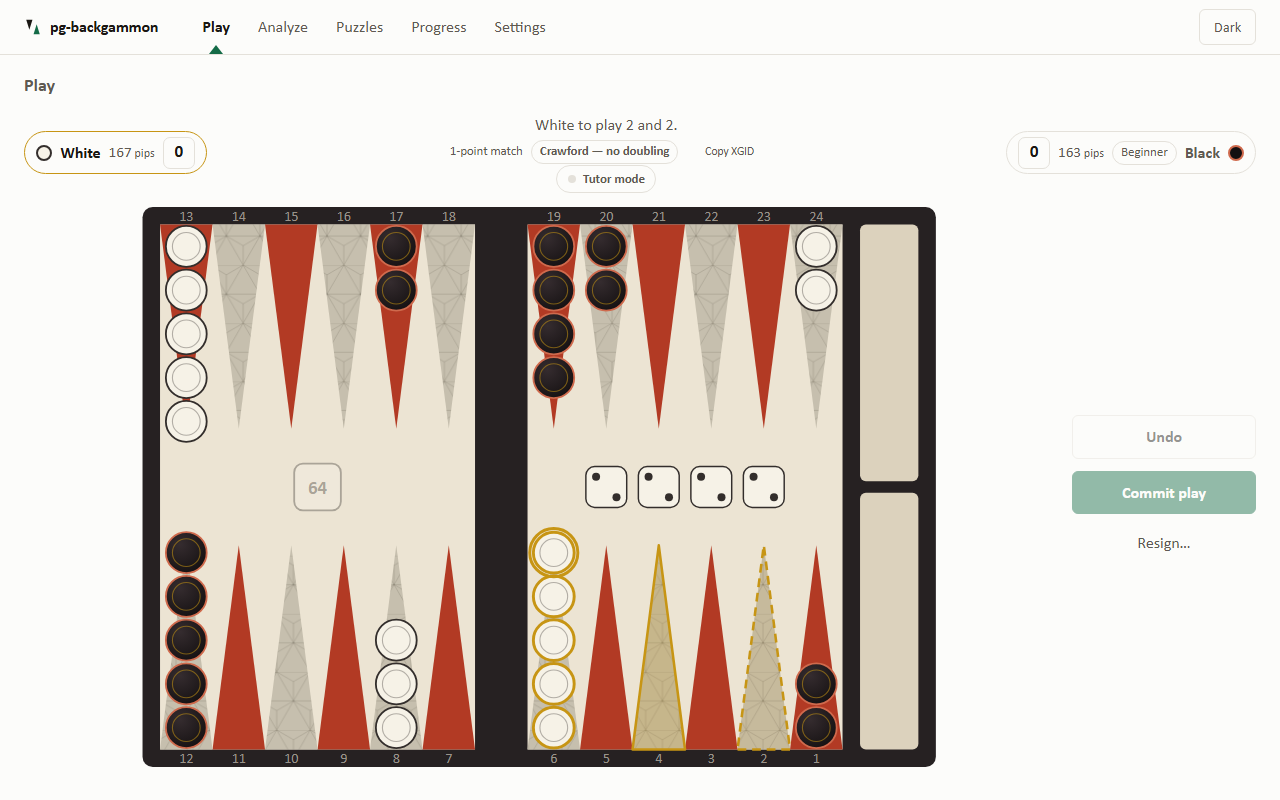 pg-backgammon Play Analyze Puzzles Progress Settings Dark
Play
White to play 2 and 2.
White 167 pips 0
1-point match Crawford — no doubling Copy XGID
0 163 pips Beginner Black
Tutor mode
13 14 15 16 17 18 19 20 21 22 23 24
64
Undo
Commit play
Resign...
12 11 10 9 8 7 6 5 4 3 2 1